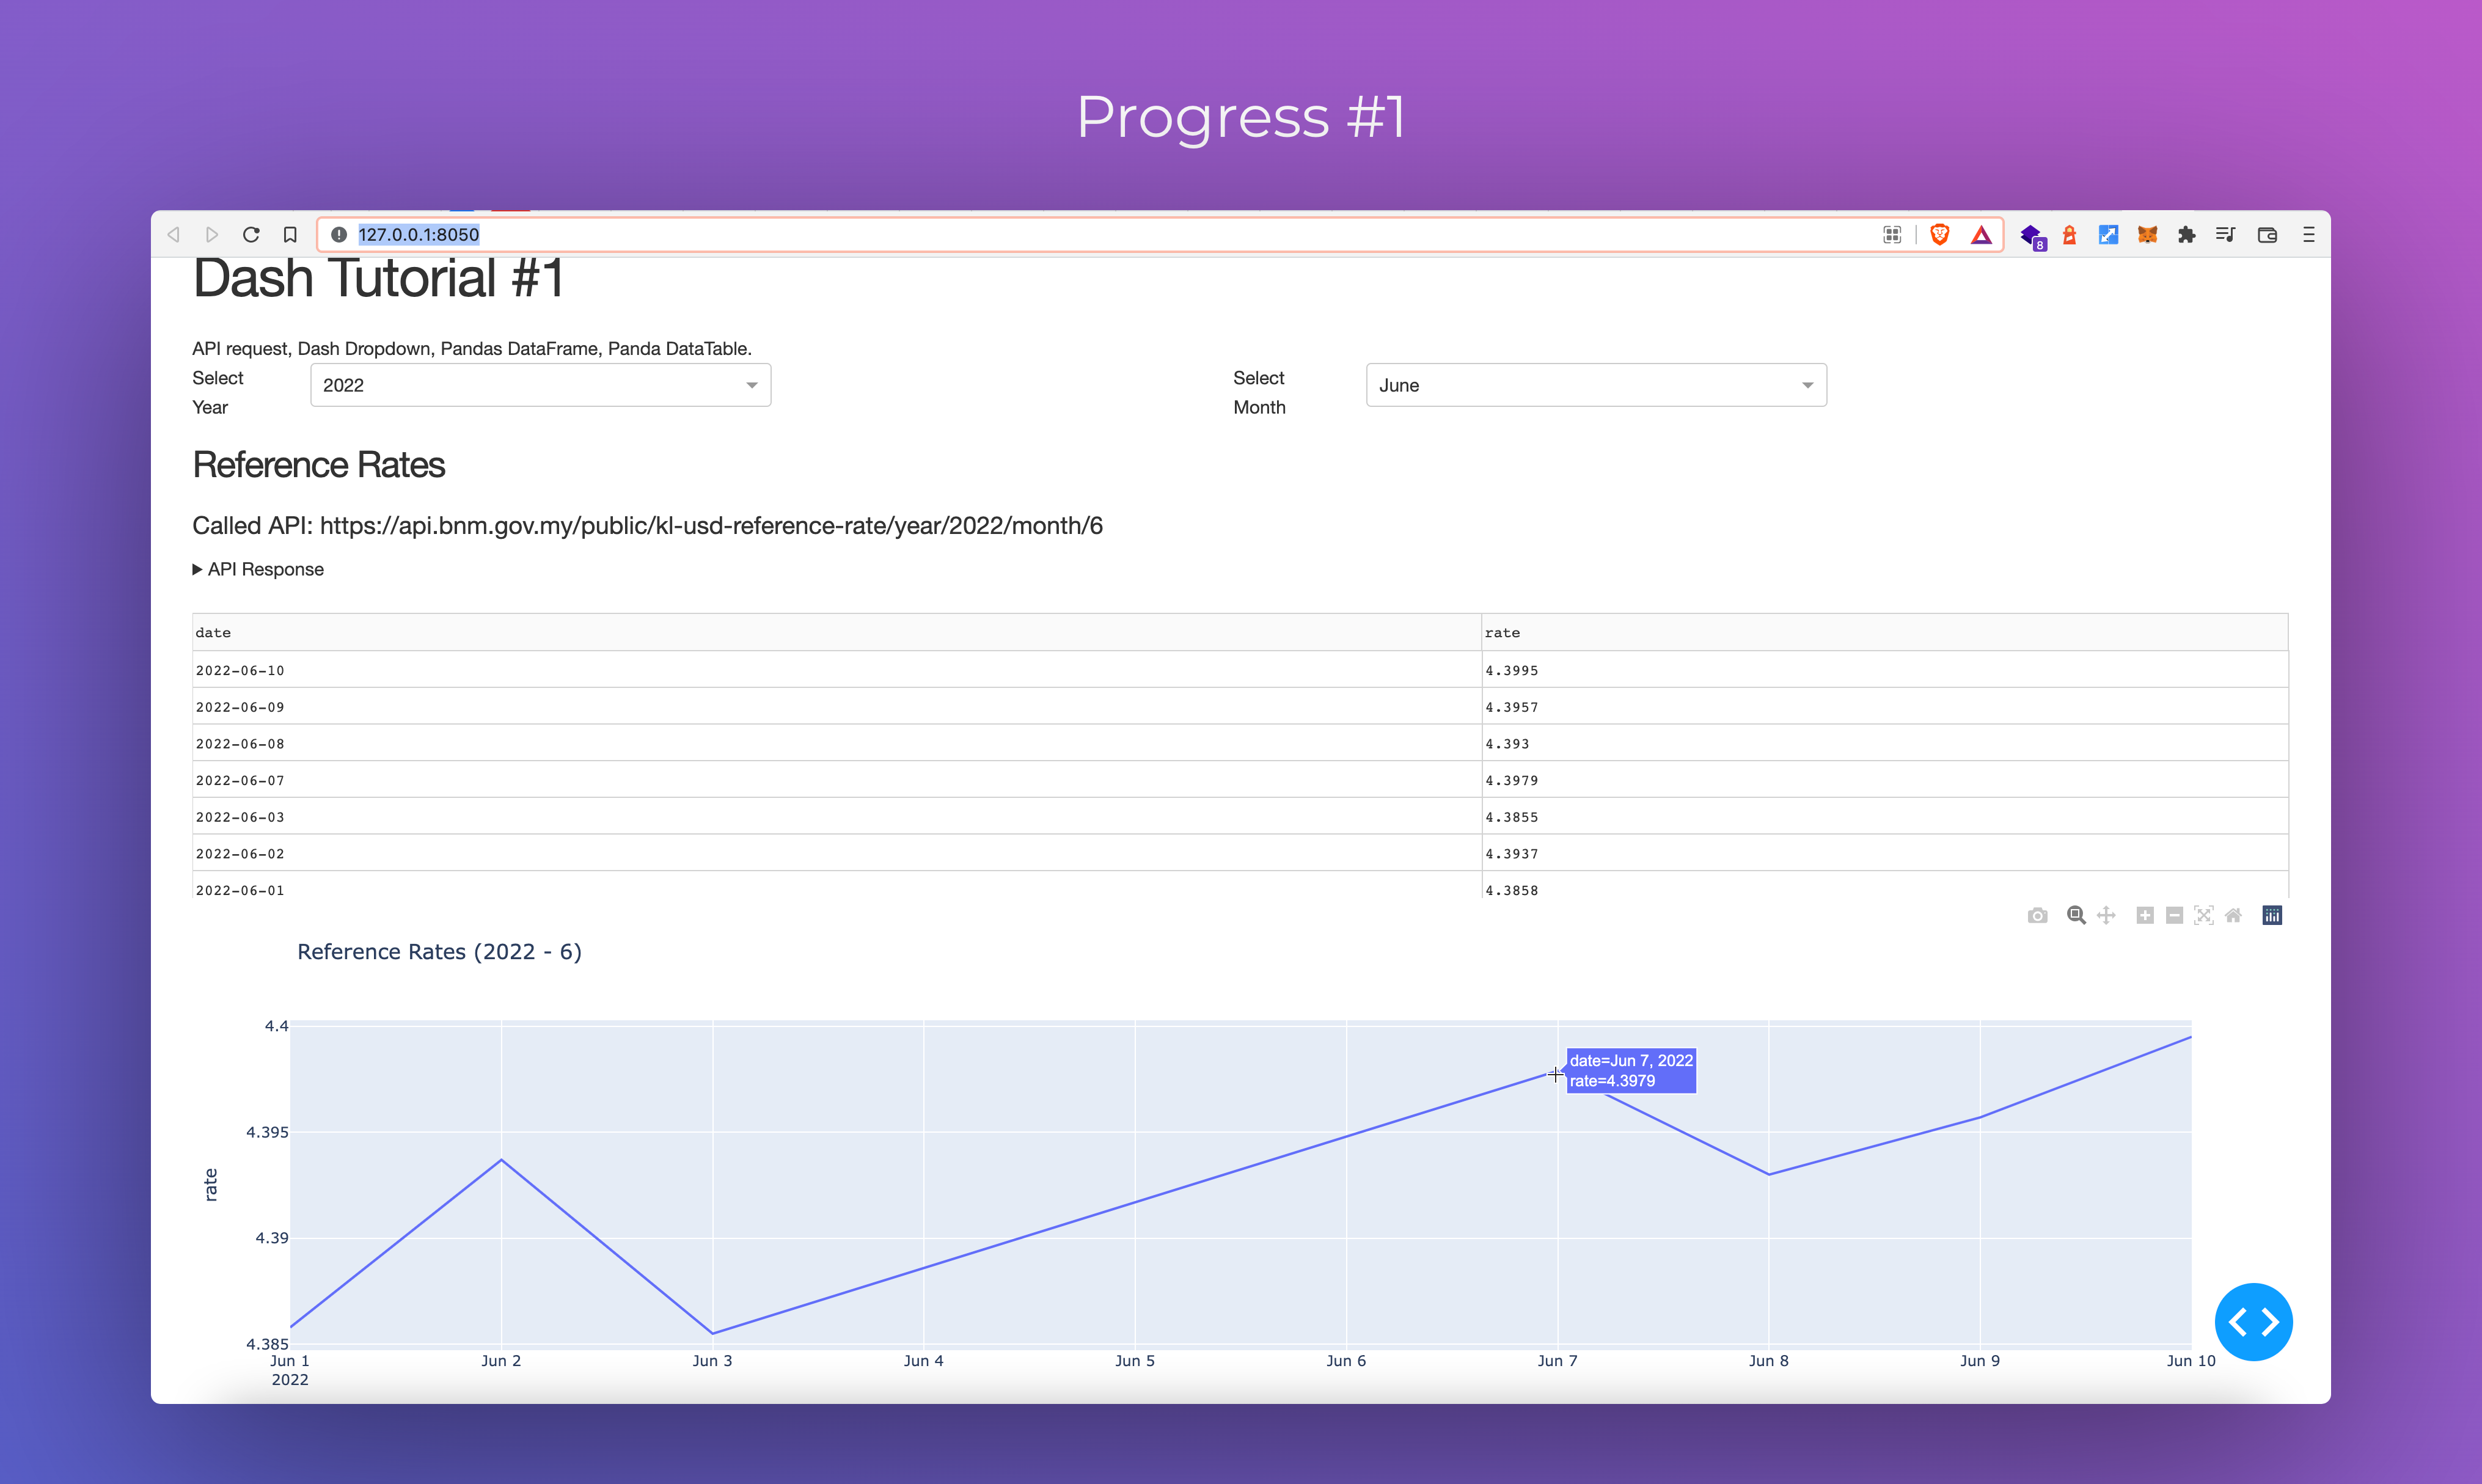 Progress #1
127.0.0.1:8050
8
Dash Tutorial #1
API request, Dash Dropdown, Pandas DataFrame, Panda DataTable.
Select Year
2022
Select Month
June
Reference Rates
Called API: https://api.bnm.gov.my/public/kl-usd-reference-rate/year/2022/month/6
API Response
date rate
2022-06-10 4.3995
2022-06-09 4.3957
2022-06-08 4.393
2022-06-07 4.3979
2022-06-03 4.3855
2022-06-02 4.3937
2022-06-01 4.3858
Reference Rates (2022 - 6)
4.4
date=Jun 7, 2022
rate=4.3979
4.395
rate
4.39
4.385
Jun 1 Jun 2 Jun 3 Jun 4 Jun 5 Jun 6 Jun 7 Jun 8 Jun 9 Jun 10
2022